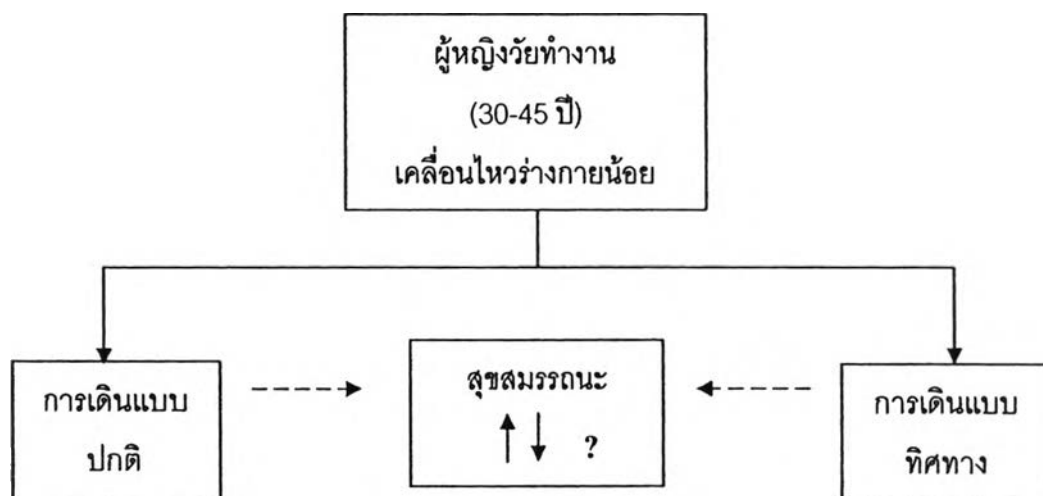 ผู้หญิงวัยทำงาน
(30-45 ปี)
เคลื่อนไหวร่างกายน้อย
การเดินแบบ
ปกติ
สุขสมรรถนะ
?
การเดินแบบ
ทิศทาง